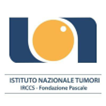 ISTITUTO NAZIONALE TUMORI
IRCCS - Fondazione Pascale